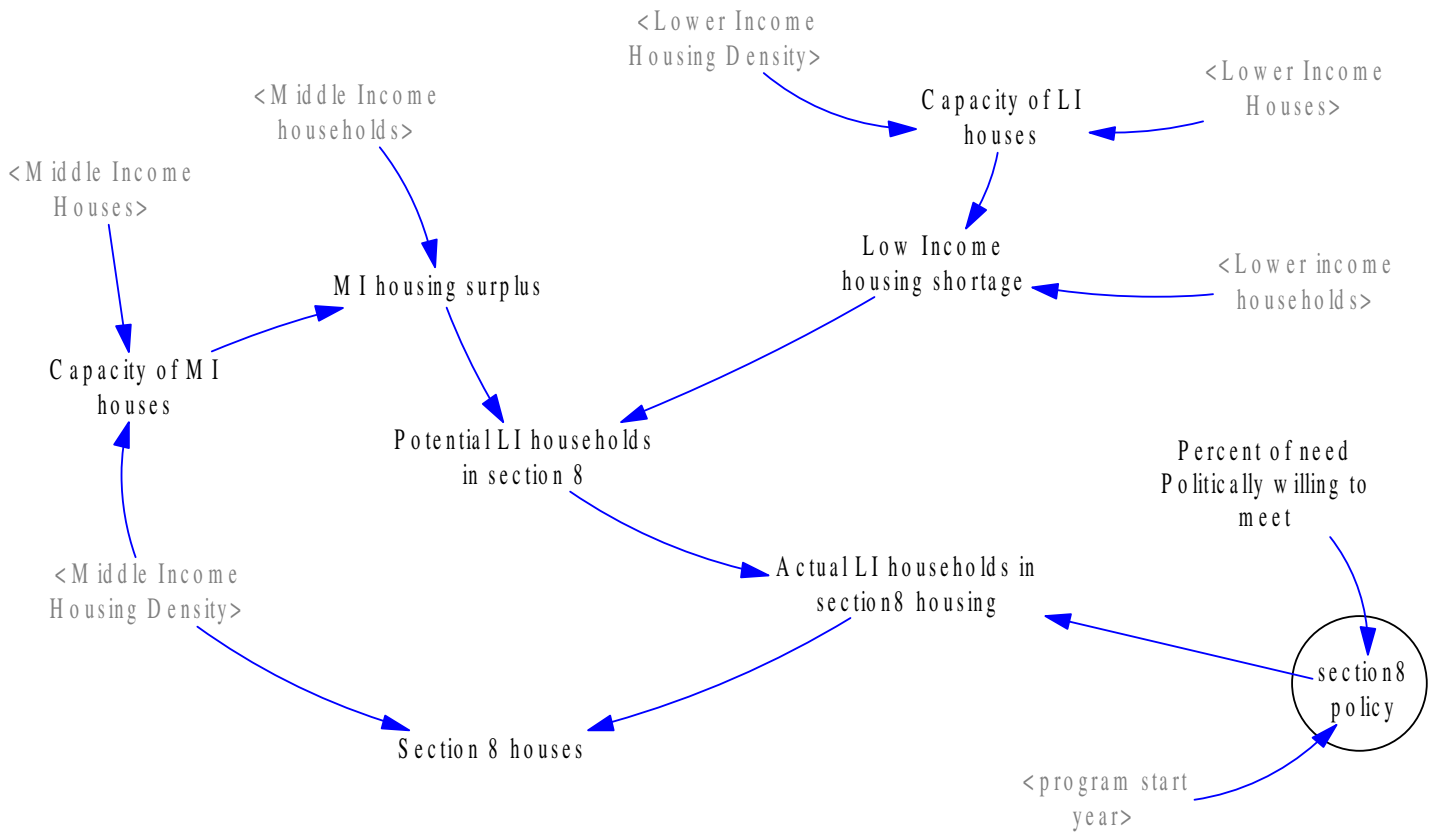 <Lower Income
Housing Density>
<Lower Income
Houses>
Capacity of LI
houses
<Middle Income
households>
<Middle Income
Houses>
Low Income
housing shortage
<Lower income
households>
MI housing surplus
Capacity of MI
houses
Potential LI households
in section 8
Percent of need
Politically willing to
meet
<Middle Income
Housing Density>
Actual LI households in
section8 housing
section8
policy
Section 8 houses
<program start
year>